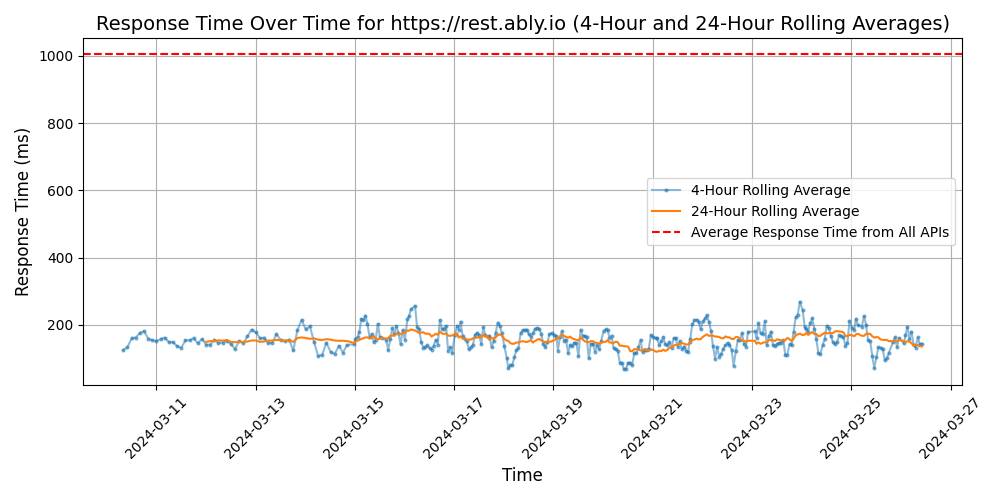 Response Time Over Time for https://rest.ably.io (4-Hour and 24-Hour Rolling Averages)
Response Time (ms)
1000
800
600
400
200
4-Hour Rolling Average
24-Hour Rolling Average
Average Response Time from All APIs
2024-03-11
2024-03-13
2024-03-15
2024-03-17
2024-03-19
2024-03-21
2024-03-23
2024-03-25
2024-03-27
Time